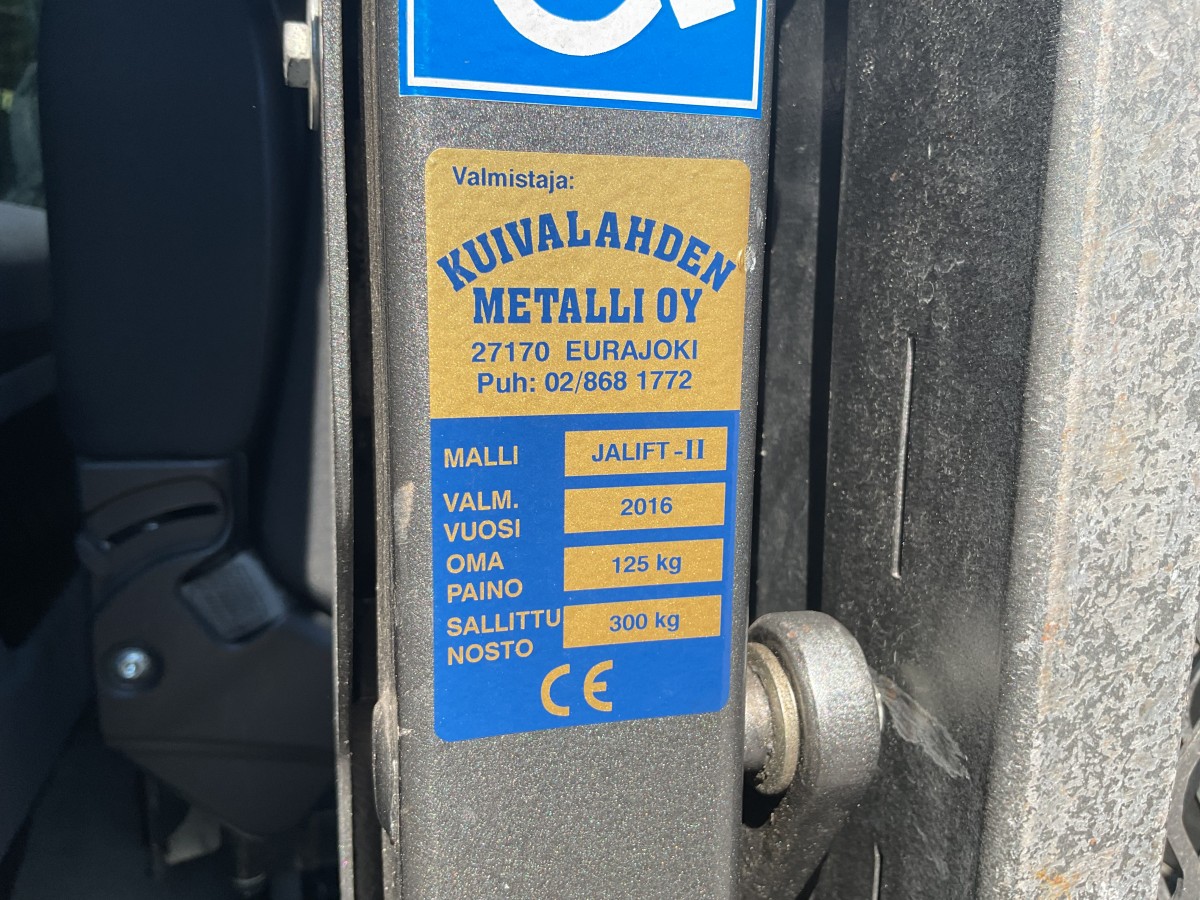 Valmistaja:
KUIVALAHDEN
METALLI OY
27170 EURAJOKI
Puh: 02/868 1772
MALLI JALIFT-II
VALM. VUOSI 2016
OMA PAINO 125 kg
SALLITTU NOSTO 300 kg
CE